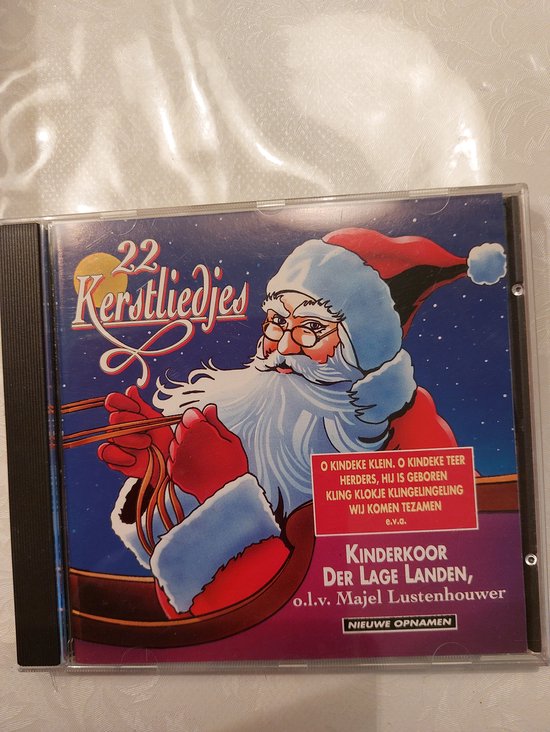 22
Kerstliedjes
O KINDEKE KLEIN. O KINDEKE TEER
HERDERS, HIJ IS GEBOREN
KLING KLOKJE KLINGELINGELING
WIJ KOMEN TEZAMEN
e.v.a.
KINDERKOOR
DER LAGE LANDEN,
o.l.v. Majel Lustenhouwer
NIEUWE OPNAMEN